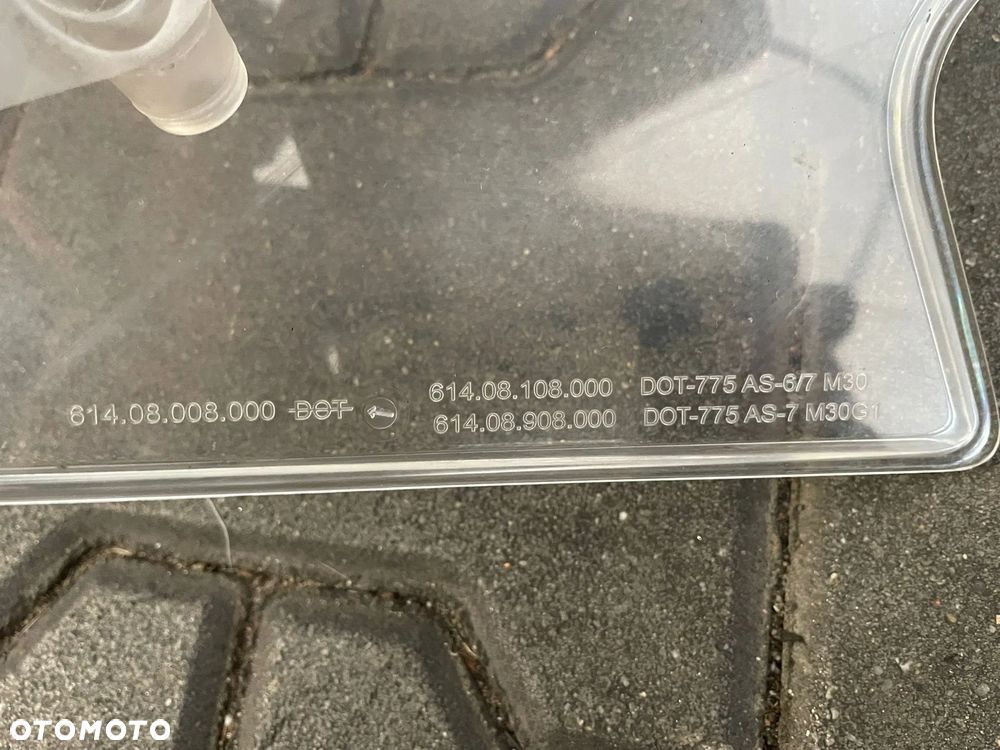 614.08.008.000 DOT
614.08.108.000 DOT-775 AS-6/7 M30
614.08.908.000 DOT-775 AS-7 M30G1
OTOMOTO